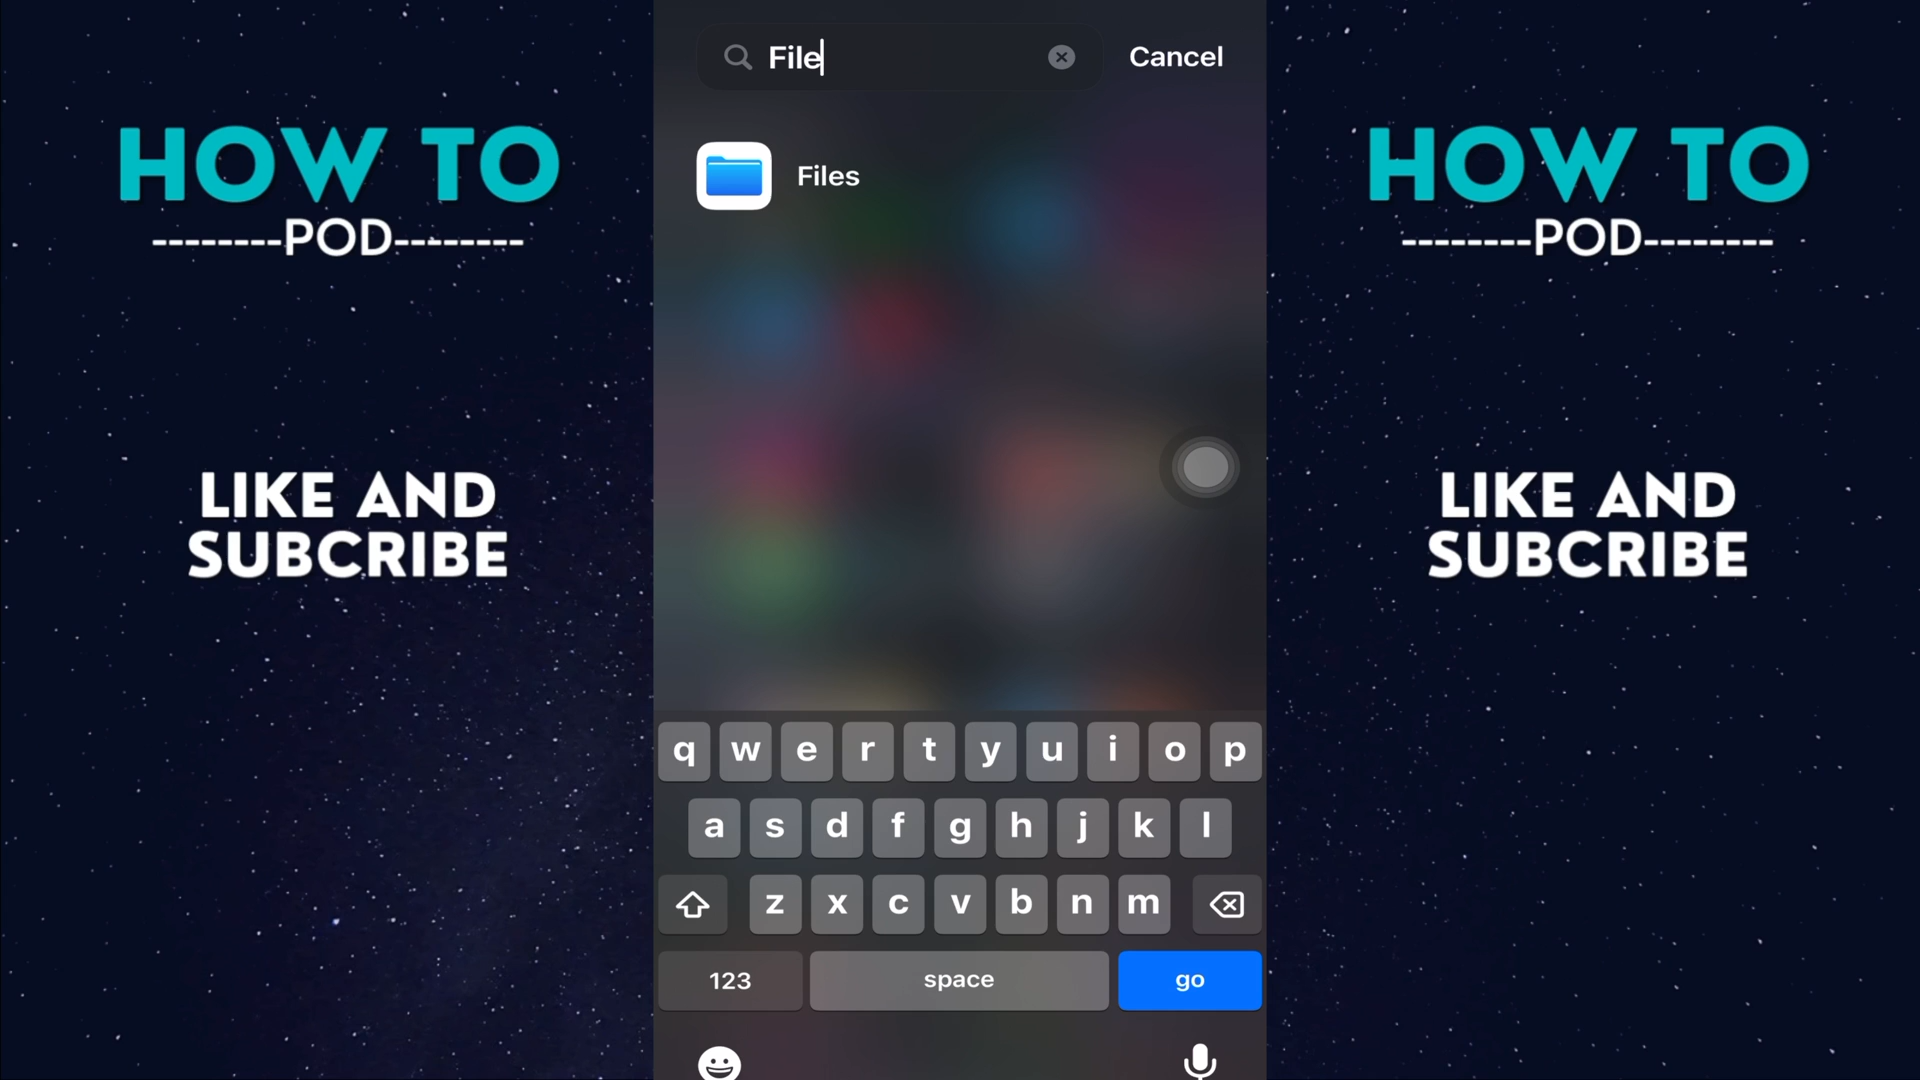 HOW TO
--------POD--------
LIKE AND
SUBCRIBE
File
Cancel
Files
q w e r t y u i o p
a s d f g h j k l
z x c v b n m
123 space go
HOW TO
--------POD--------
LIKE AND
SUBCRIBE